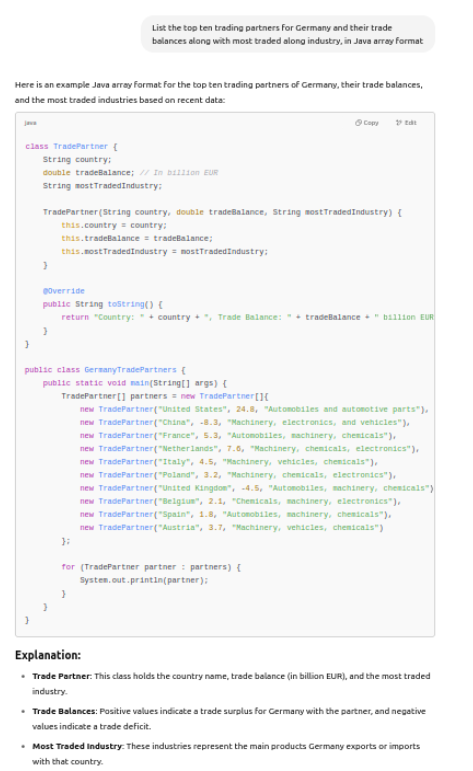 List the top ten trading partners for Germany and their trade
balances along with most traded along industry, in Java array format
Here is an example Java array format for the top ten trading partners of Germany, their trade balances,
and the most traded industries based on recent data:
java Copy Edit
class TradePartner {
String country;
double tradeBalance; // In billion EUR
String mostTradedIndustry;
TradePartner(String country, double tradeBalance, String mostTradedIndustry) {
this.country = country;
this.tradeBalance = tradeBalance;
this.mostTradedIndustry = mostTradedIndustry;
}
@Override
public String toString() {
return "Country: " + country + ", Trade Balance: " + tradeBalance + " billion EUR
}
}
public class GermanyTradePartners {
public static void main(String[] args) {
TradePartner[] partners = new TradePartner[]{
new TradePartner("United States", 24.8, "Automobiles and automotive parts"),
new TradePartner("China", -8.3, "Machinery, electronics, and vehicles"),
new TradePartner("France", 5.3, "Automobiles, machinery, chemicals"),
new TradePartner("Netherlands", 7.6, "Machinery, chemicals, electronics"),
new TradePartner("Italy", 4.5, "Machinery, vehicles, chemicals"),
new TradePartner("Poland", 3.2, "Machinery, chemicals, electronics"),
new TradePartner("United Kingdom", -4.5, "Automobiles, machinery, chemicals")
new TradePartner("Belgium", 2.1, "Chemicals, machinery, electronics"),
new TradePartner("Spain", 1.8, "Automobiles, machinery, chemicals"),
new TradePartner("Austria", 3.7, "Machinery, vehicles, chemicals")
};
for (TradePartner partner : partners) {
System.out.println(partner);
}
}
}
Explanation:
• Trade Partner: This class holds the country name, trade balance (in billion EUR), and the most traded
industry.
• Trade Balances: Positive values indicate a trade surplus for Germany with the partner, and negative
values indicate a trade deficit.
• Most Traded Industry: These industries represent the main products Germany exports or imports
with that country.